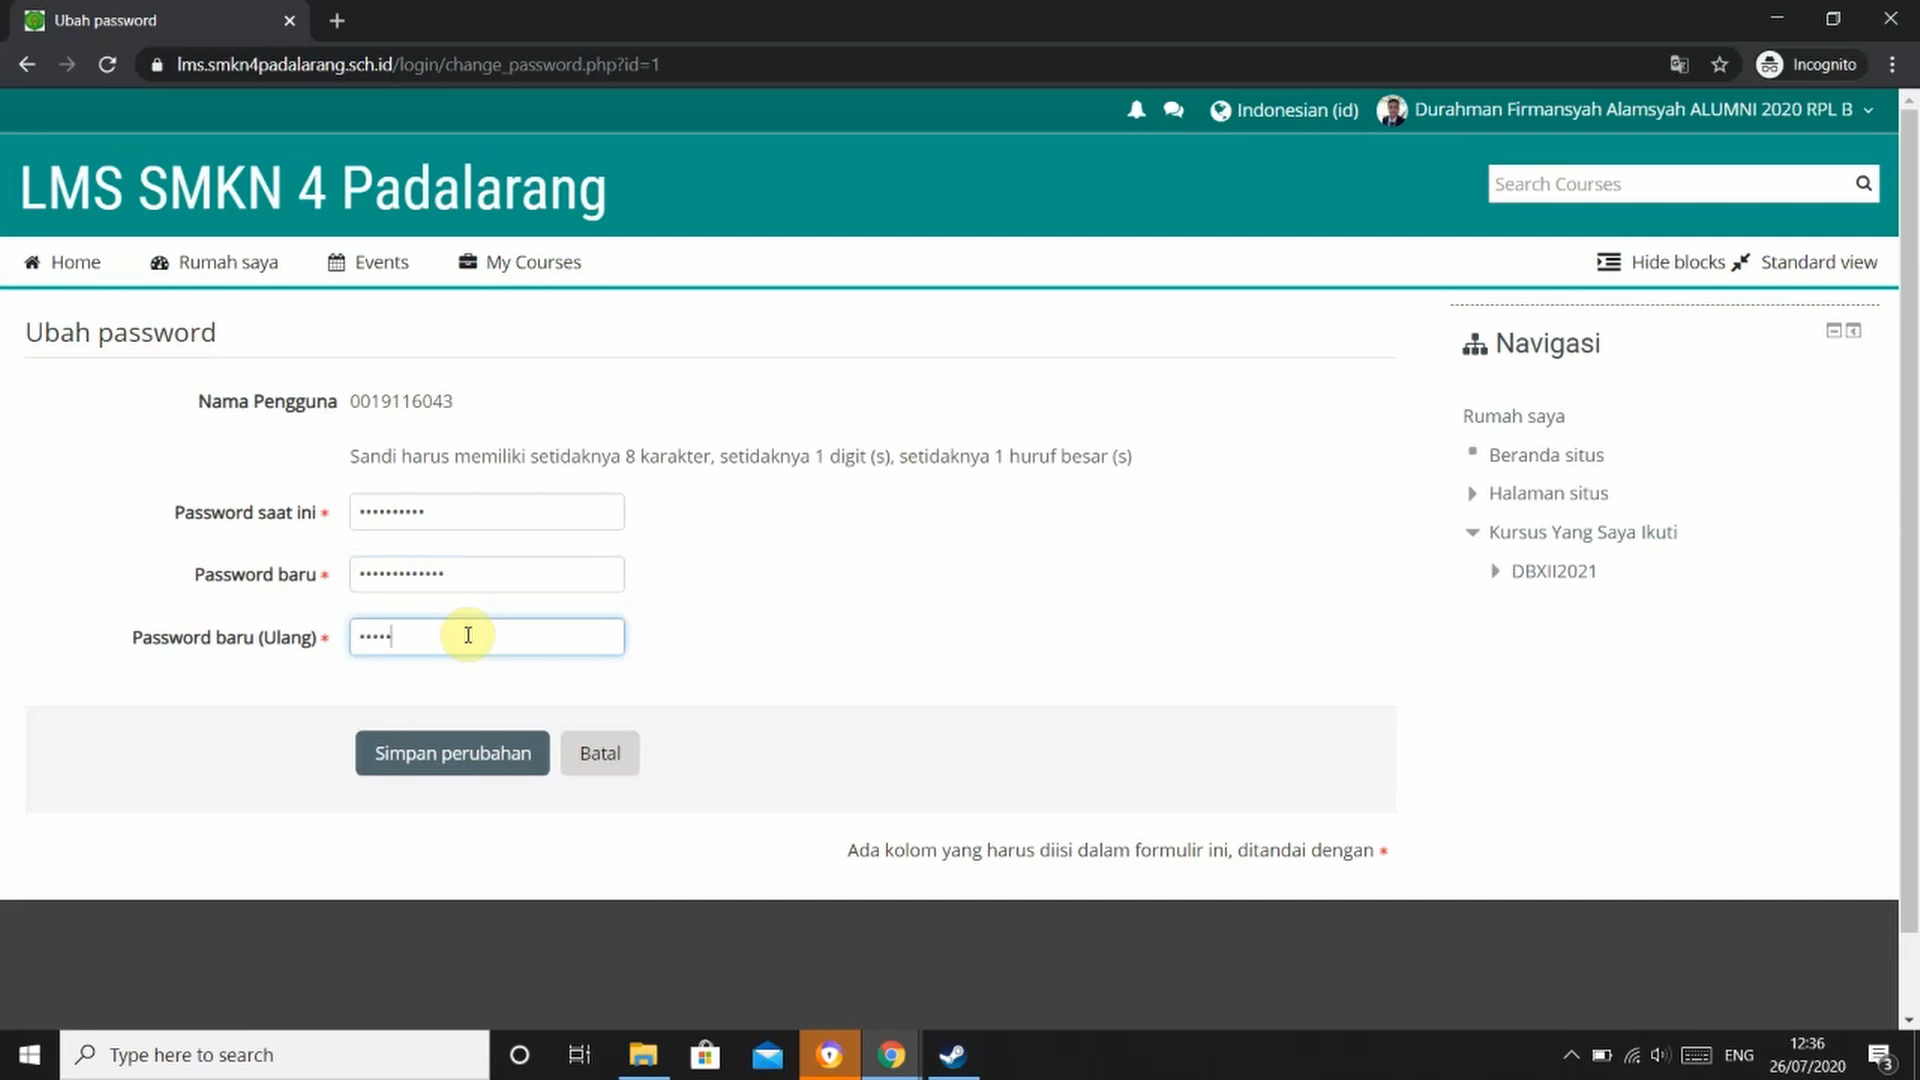 Ubah password
lms.smkn4padalarang.sch.id/login/change_password.php?id=1
Incognito
Indonesian (id)
Durahman Firmansyah Alamsyah ALUMNI 2020 RPL B
LMS SMKN 4 Padalarang
Search Courses
Home
Rumah saya
Events
My Courses
Hide blocks
Standard view
Ubah password
Nama Pengguna 0019116043
Sandi harus memiliki setidaknya 8 karakter, setidaknya 1 digit (s), setidaknya 1 huruf besar (s)
Password saat ini * ••••••••••
Password baru * •••••••••••••
Password baru (Ulang) * •••••
Simpan perubahan
Batal
Ada kolom yang harus diisi dalam formulir ini, ditandai dengan *
Navigasi
Rumah saya
Beranda situs
Halaman situs
Kursus Yang Saya Ikuti
DBXII2021
Type here to search
ENG
12:36
26/07/2020
3